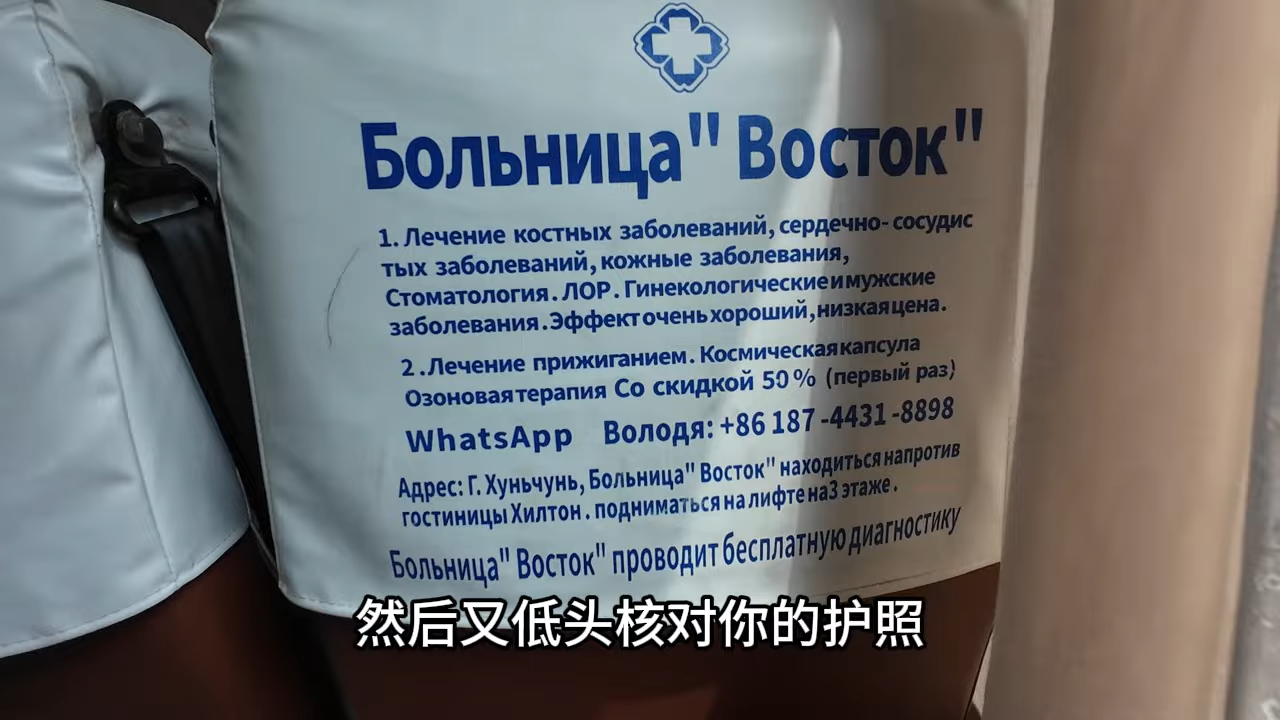 Больница" Восток"
1. Лечение костных заболеваний, сердечно- сосудис
тых заболеваний, кожные заболевания,
Стоматология. ЛОР. Гинекологические и мужские
заболевания. Эффект очень хороший, низкая цена.
2. Лечение прижиганием. Космическая капсула
Озоновая терапия Со скидкой 50% (первый раз)
WhatsApp Володя: +86 187 -4431 -8898
Адрес: Г. Хуньчунь, Больница" Восток" находиться напротив
гостиницы Хилтон. подниматься на лифте на3 этаже.
Больница" Восток" проводит бесплатную диагностику
然后又低头核对你的护照